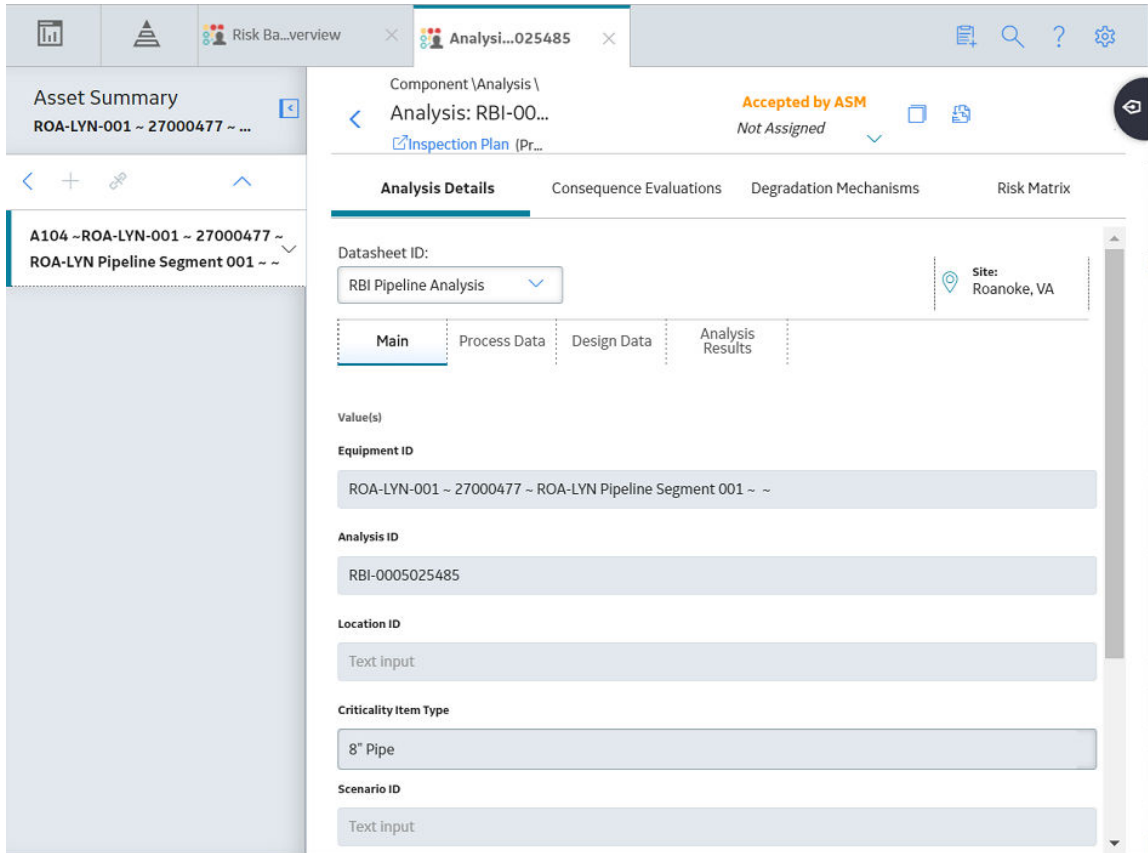 Risk Ba...verview
Analysi...025485
Asset Summary
ROA-LYN-001 ~ 27000477 ~ ...
A104 ~ROA-LYN-001 ~ 27000477 ~
ROA-LYN Pipeline Segment 001 ~ ~
Component \Analysis \
Analysis: RBI-00...
Inspection Plan (Pr...
Accepted by ASM
Not Assigned
Analysis Details
Consequence Evaluations
Degradation Mechanisms
Risk Matrix
Datasheet ID:
RBI Pipeline Analysis
Site:
Roanoke, VA
Main
Process Data
Design Data
Analysis
Results
Value(s)
Equipment ID
ROA-LYN-001 ~ 27000477 ~ ROA-LYN Pipeline Segment 001 ~ ~
Analysis ID
RBI-0005025485
Location ID
Text input
Criticality Item Type
8" Pipe
Scenario ID
Text input